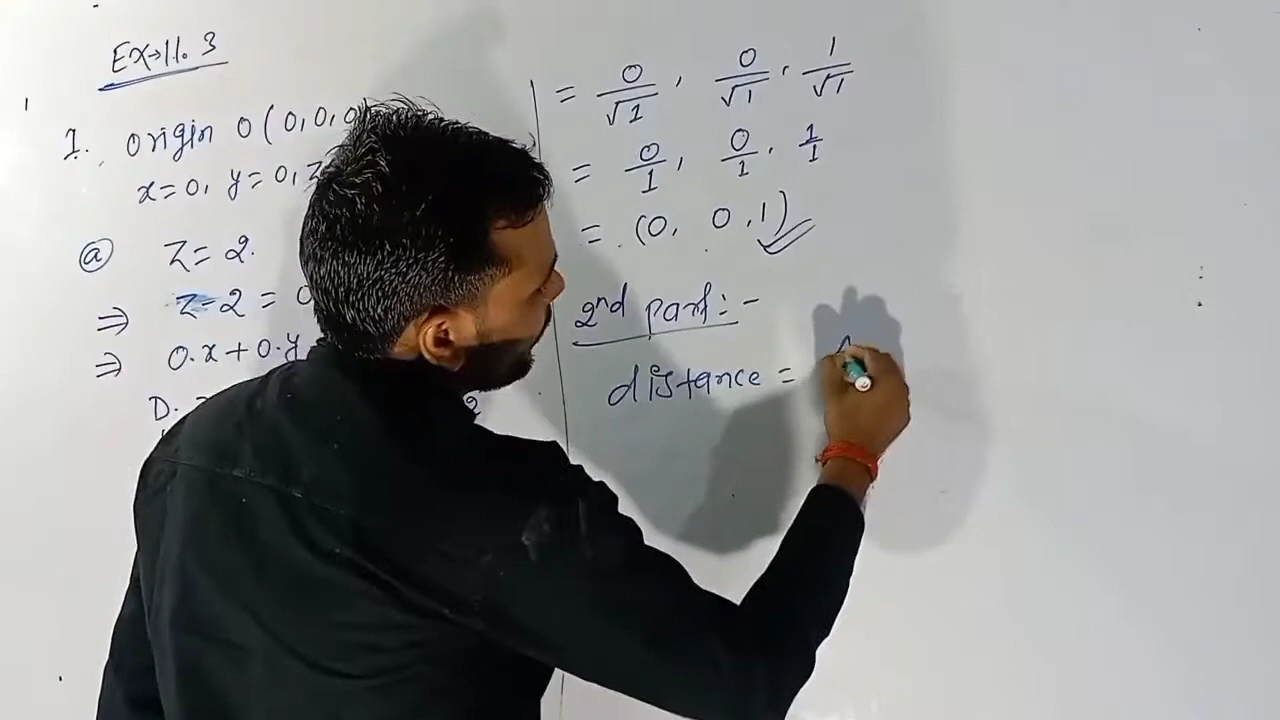 Ex→11.3
1. origin O(0,0,0
x=0, y=0, z
ⓐ z=2.
⇒ z-2 = 0
⇒ 0.x+0.y
D. 2
= 0/√1, 0/√1, 1/√1
= 0/1, 0/1, 1/1
= (0, 0, 1)
2nd part:-
distance =